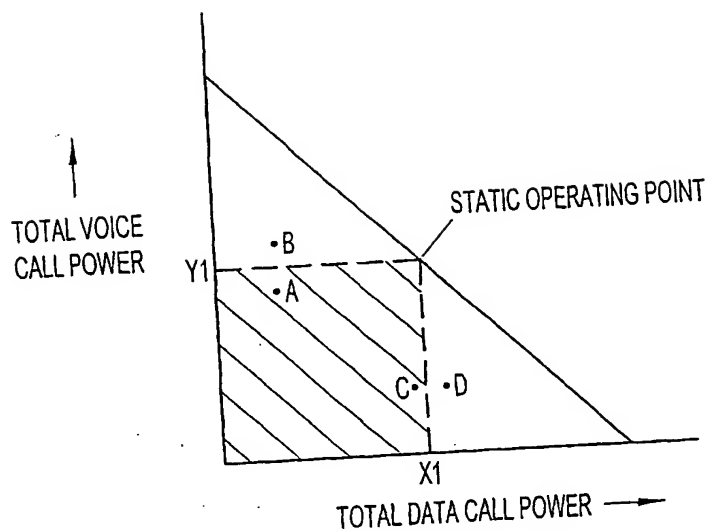 STATIC OPERATING POINT
TOTAL VOICE
CALL POWER
Y1
B
A
C
D
X1
TOTAL DATA CALL POWER